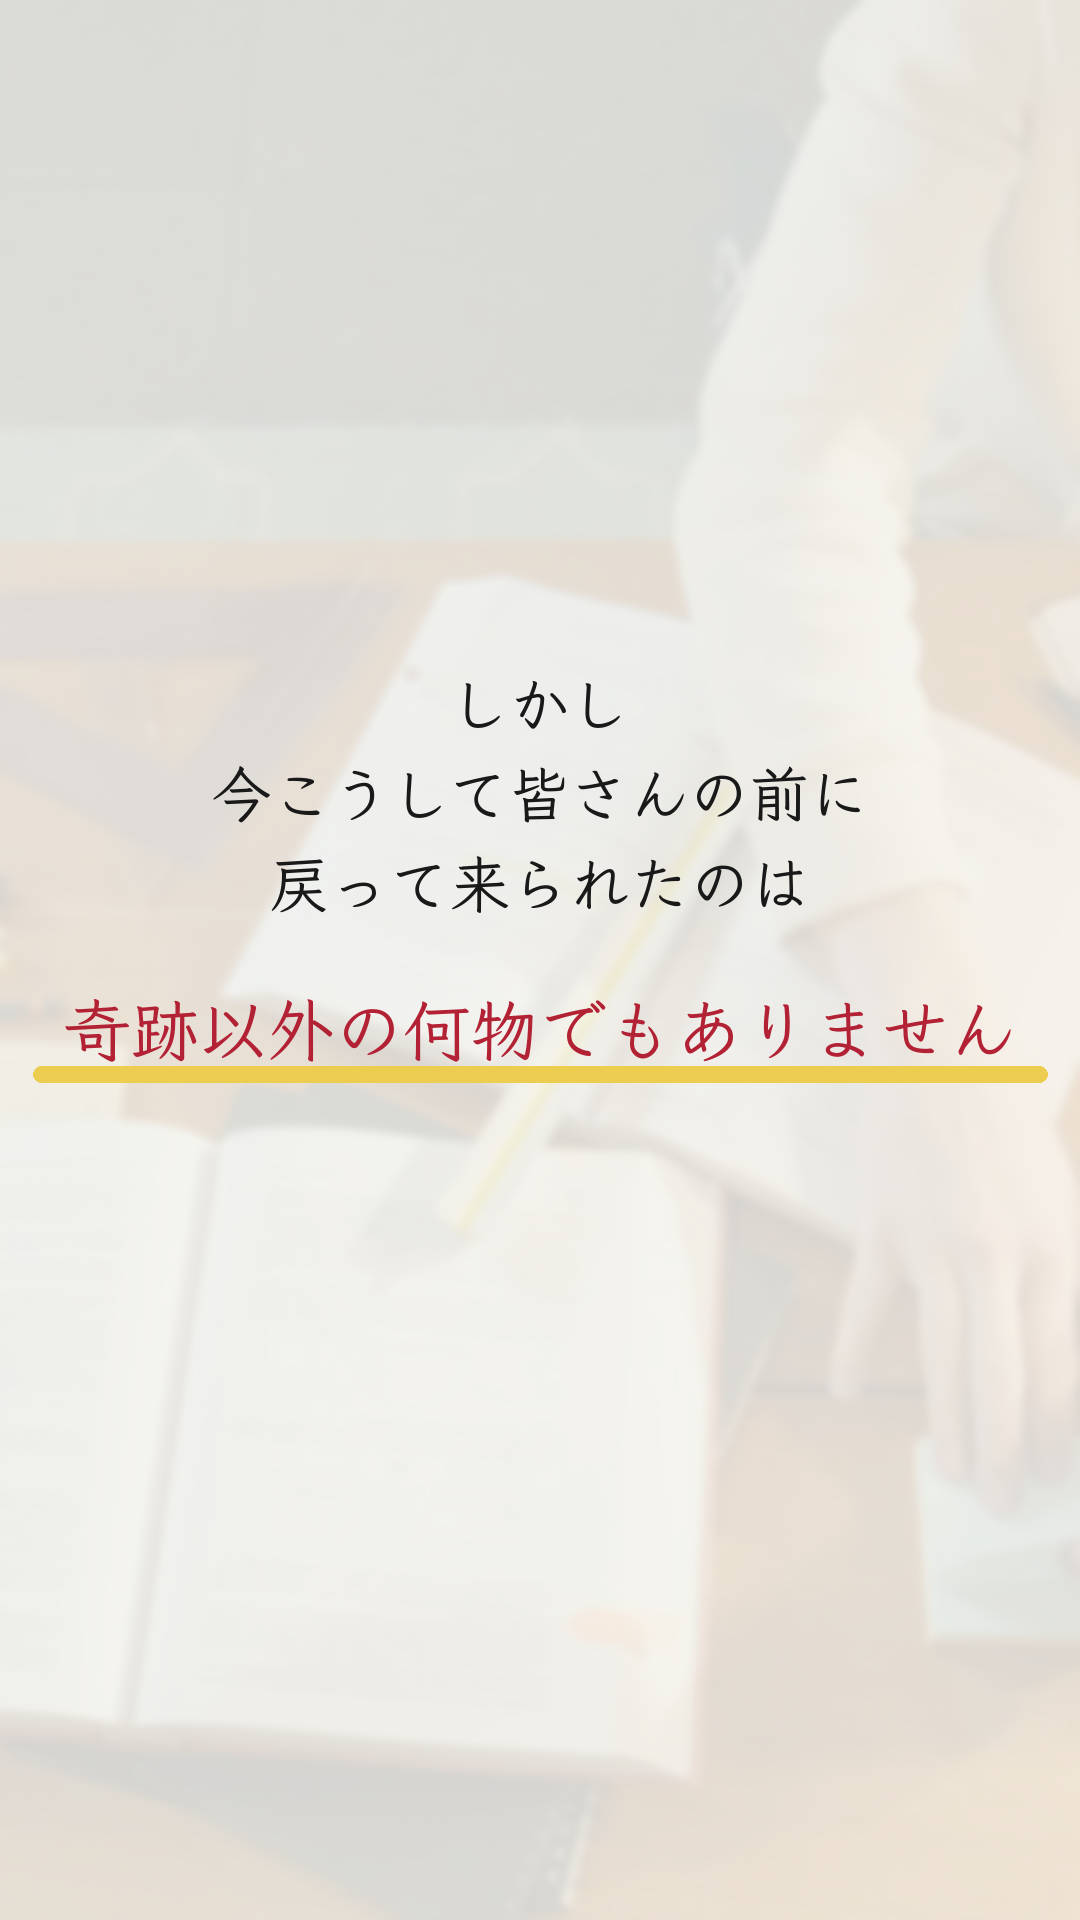 しかし
今こうして皆さんの前に
戻って来られたのは
奇跡以外の何物でもありません